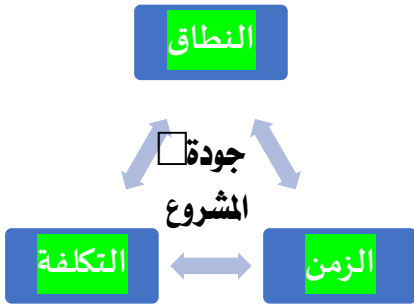 النطاق
جودة
المشروع
التكلفة
الزمن